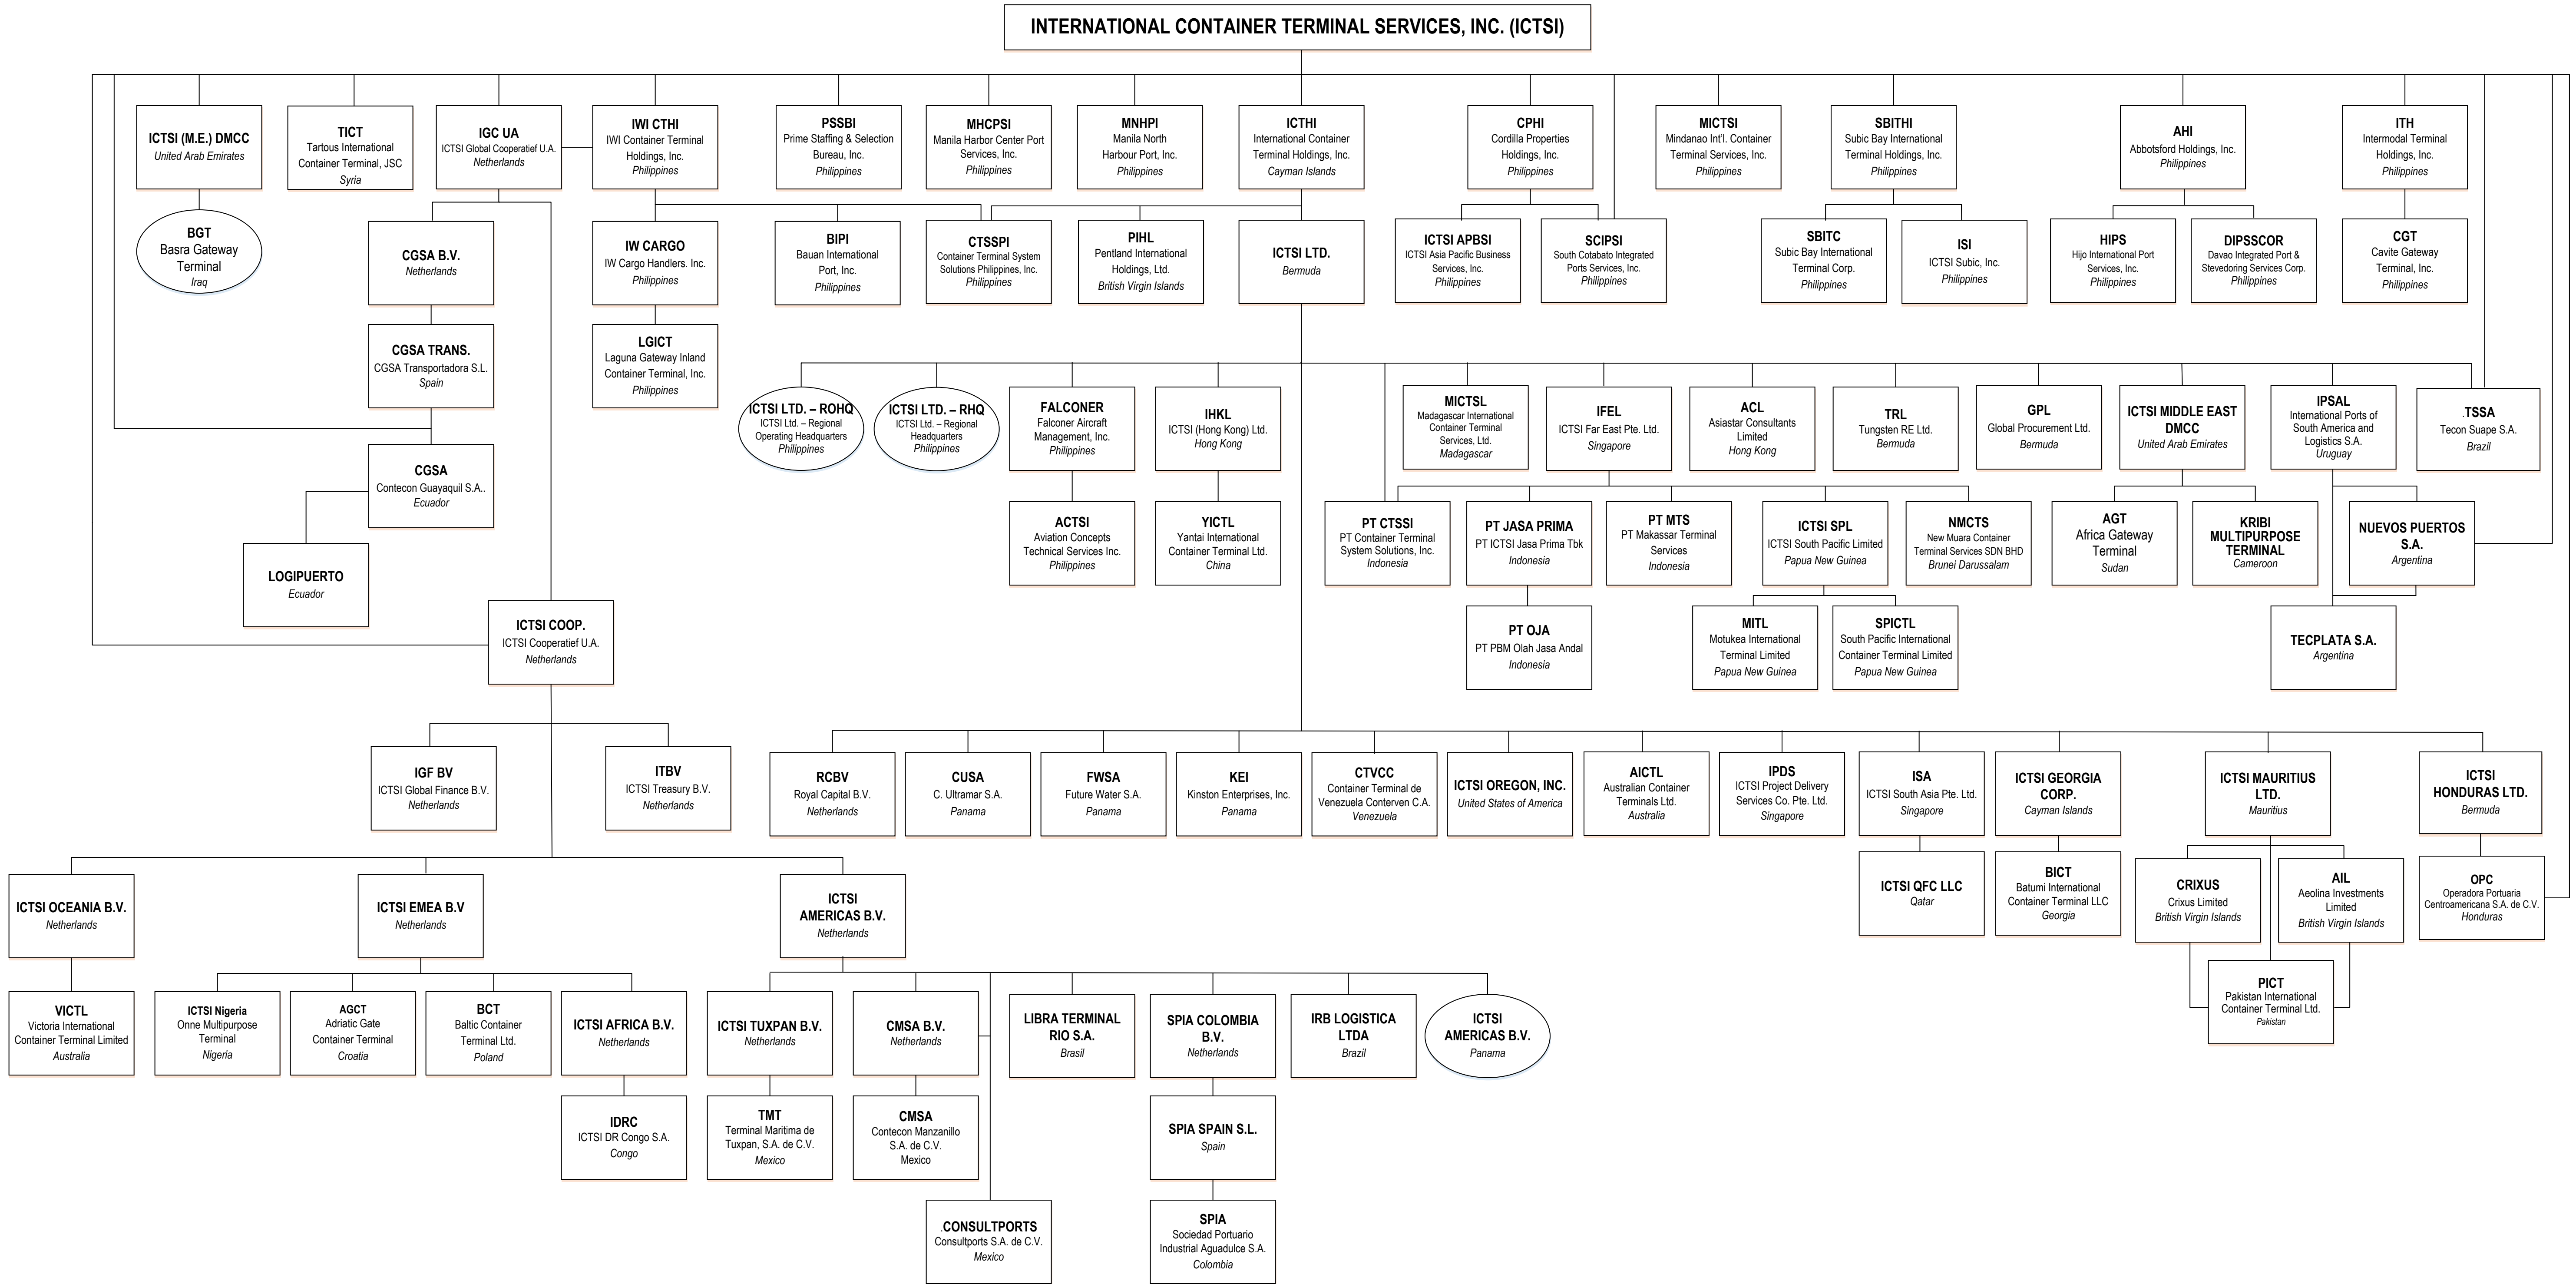 INTERNATIONAL CONTAINER TERMINAL SERVICES, INC. (ICTSI)
ICTSI (M.E.) DMCC
United Arab Emirates
TICT
Tartous International
Container Terminal, JSC
Syria
IGC UA
ICTSI Global Cooperatief U.A.
Netherlands
IWI CTHI
IWI Container Terminal
Holdings, Inc.
Philippines
PSSBI
Prime Staffing & Selection
Bureau, Inc.
Philippines
MHCPSI
Manila Harbor Center Port
Services, Inc.
Philippines
MNHPI
Manila North
Harbour Port, Inc.
Philippines
ICTHI
International Container
Terminal Holdings, Inc.
Cayman Islands
CPHI
Cordilla Properties
Holdings, Inc.
Philippines
MICTSI
Mindanao Int'l. Container
Terminal Services, Inc.
Philippines
SBITHI
Subic Bay International
Terminal Holdings, Inc.
Philippines
AHI
Abbotsford Holdings, Inc.
Philippines
ITH
Intermodal Terminal
Holdings, Inc.
Philippines
BGT
Basra Gateway
Terminal
Iraq
CGSA B.V.
Netherlands
IW CARGO
IW Cargo Handlers. Inc.
Philippines
BIPI
Bauan International
Port, Inc.
Philippines
CTSSPI
Container Terminal System
Solutions Philippines, Inc.
Philippines
PIHL
Pentland International
Holdings, Ltd.
British Virgin Islands
ICTSI LTD.
Bermuda
ICTSI APBSI
ICTSI Asia Pacific Business
Services, Inc.
Philippines
SCIPSI
South Cotabato Integrated
Ports Services, Inc.
Philippines
SBITC
Subic Bay International
Terminal Corp.
Philippines
ISI
ICTSI Subic, Inc.
Philippines
HIPS
Hijo International Port
Services, Inc.
Philippines
DIPSSCOR
Davao Integrated Port &
Stevedoring Services Corp.
Philippines
CGT
Cavite Gateway
Terminal, Inc.
Philippines
CGSA TRANS.
CGSA Transportadora S.L.
Spain
LGICT
Laguna Gateway Inland
Container Terminal, Inc.
Philippines
ICTSI LTD. – ROHQ
ICTSI Ltd. – Regional
Operating Headquarters
Philippines
ICTSI LTD. – RHQ
ICTSI Ltd. – Regional
Headquarters
Philippines
FALCONER
Falconer Aircraft
Management, Inc.
Philippines
IHKL
ICTSI (Hong Kong) Ltd.
Hong Kong
MICTSL
Madagascar International
Container Terminal
Services, Ltd.
Madagascar
IFEL
ICTSI Far East Pte. Ltd.
Singapore
ACL
Asiastar Consultants
Limited
Hong Kong
TRL
Tungsten RE Ltd.
Bermuda
GPL
Global Procurement Ltd.
Bermuda
ICTSI MIDDLE EAST
DMCC
United Arab Emirates
IPSAL
International Ports of
South America and
Logistics S.A.
Uruguay
.TSSA
Tecon Suape S.A.
Brazil
CGSA
Contecon Guayaquil S.A..
Ecuador
ACTSI
Aviation Concepts
Technical Services Inc.
Philippines
YICTL
Yantai International
Container Terminal Ltd.
China
PT CTSSI
PT Container Terminal
System Solutions, Inc.
Indonesia
PT JASA PRIMA
PT ICTSI Jasa Prima Tbk
Indonesia
PT MTS
PT Makassar Terminal
Services
Indonesia
ICTSI SPL
ICTSI South Pacific Limited
Papua New Guinea
NMCTS
New Muara Container
Terminal Services SDN BHD
Brunei Darussalam
AGT
Africa Gateway
Terminal
Sudan
KRIBI
MULTIPURPOSE
TERMINAL
Cameroon
NUEVOS PUERTOS
S.A.
Argentina
LOGIPUERTO
Ecuador
ICTSI COOP.
ICTSI Cooperatief U.A.
Netherlands
PT OJA
PT PBM Olah Jasa Andal
Indonesia
MITL
Motukea International
Terminal Limited
Papua New Guinea
SPICTL
South Pacific International
Container Terminal Limited
Papua New Guinea
TECPLATA S.A.
Argentina
IGF BV
ICTSI Global Finance B.V.
Netherlands
ITBV
ICTSI Treasury B.V.
Netherlands
RCBV
Royal Capital B.V.
Netherlands
CUSA
C. Ultramar S.A.
Panama
FWSA
Future Water S.A.
Panama
KEI
Kinston Enterprises, Inc.
Panama
CTVCC
Container Terminal de
Venezuela Conterven C.A.
Venezuela
ICTSI OREGON, INC.
United States of America
AICTL
Australian Container
Terminals Ltd.
Australia
IPDS
ICTSI Project Delivery
Services Co. Pte. Ltd.
Singapore
ISA
ICTSI South Asia Pte. Ltd.
Singapore
ICTSI GEORGIA
CORP.
Cayman Islands
ICTSI MAURITIUS
LTD.
Mauritius
ICTSI
HONDURAS LTD.
Bermuda
ICTSI OCEANIA B.V.
Netherlands
ICTSI EMEA B.V
Netherlands
ICTSI
AMERICAS B.V.
Netherlands
ICTSI QFC LLC
Qatar
BICT
Batumi International
Container Terminal LLC
Georgia
CRIXUS
Crixus Limited
British Virgin Islands
AIL
Aeolina Investments
Limited
British Virgin Islands
OPC
Operadora Portuaria
Centroamericana S.A. de C.V.
Honduras
VICTL
Victoria International
Container Terminal Limited
Australia
ICTSI Nigeria
Onne Multipurpose
Terminal
Nigeria
AGCT
Adriatic Gate
Container Terminal
Croatia
BCT
Baltic Container
Terminal Ltd.
Poland
ICTSI AFRICA B.V.
Netherlands
ICTSI TUXPAN B.V.
Netherlands
CMSA B.V.
Netherlands
LIBRA TERMINAL
RIO S.A.
Brasil
SPIA COLOMBIA
B.V.
Netherlands
IRB LOGISTICA
LTDA
Brazil
ICTSI
AMERICAS B.V.
Panama
PICT
Pakistan International
Container Terminal Ltd.
Pakistan
IDRC
ICTSI DR Congo S.A.
Congo
TMT
Terminal Maritima de
Tuxpan, S.A. de C.V.
Mexico
CMSA
Contecon Manzanillo
S.A. de C.V.
Mexico
SPIA SPAIN S.L.
Spain
.CONSULTPORTS
Consultports S.A. de C.V.
Mexico
SPIA
Sociedad Portuario
Industrial Aguadulce S.A.
Colombia